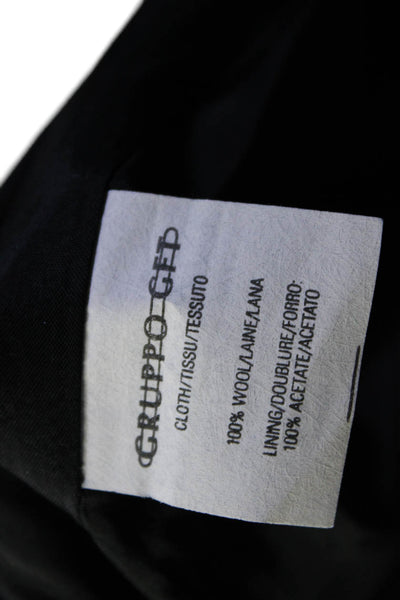 GRUPPO GFT
CLOTH/TISSU/TESSUTO
100% WOOL/LAINE/LANA
LINING/DOUBLURE/FORRO:
100% ACETATE/ACETATO